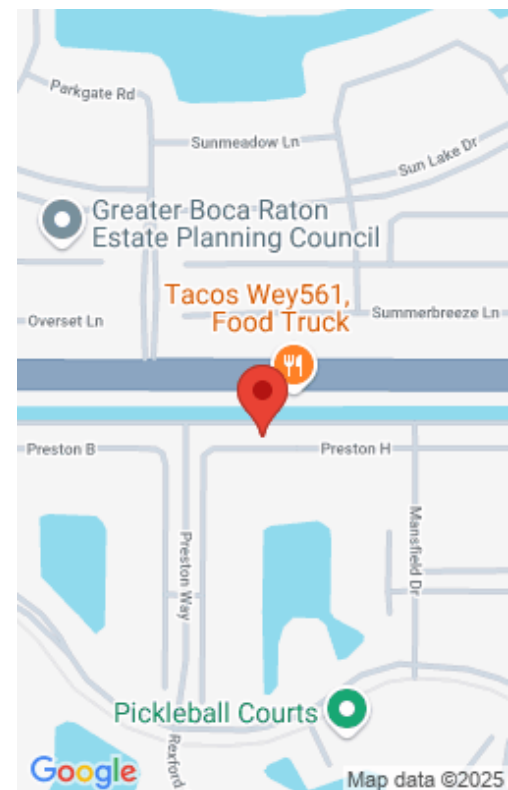 Parkgate Rd
Sunmeadow Ln
Sun Lake Dr
Greater Boca Raton
Estate Planning Council
Tacos Wey561,
Food Truck
Overset Ln
Summerbreeze Ln
Preston B
Preston H
Preston Way
Mansfield Dr
Pickleball Courts
Rexford
Google
Map data ©2025